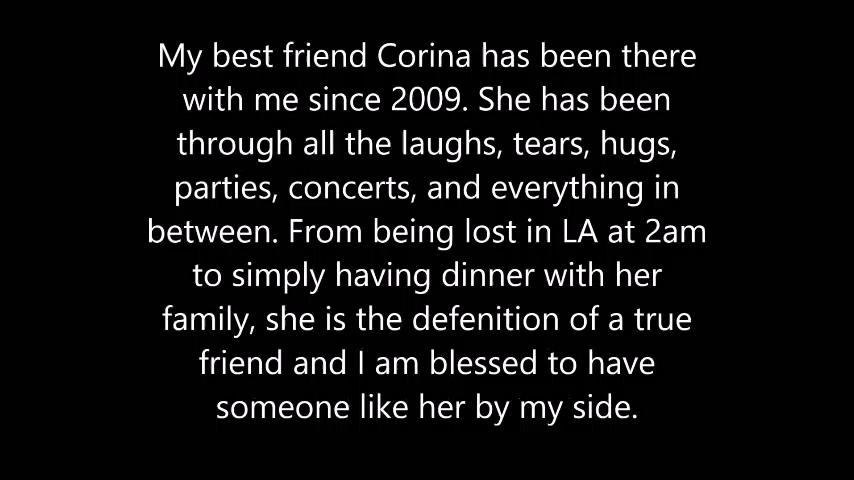 My best friend Corina has been there
with me since 2009. She has been
through all the laughs, tears, hugs,
parties, concerts, and everything in
between. From being lost in LA at 2am
to simply having dinner with her
family, she is the defenition of a true
friend and I am blessed to have
someone like her by my side.